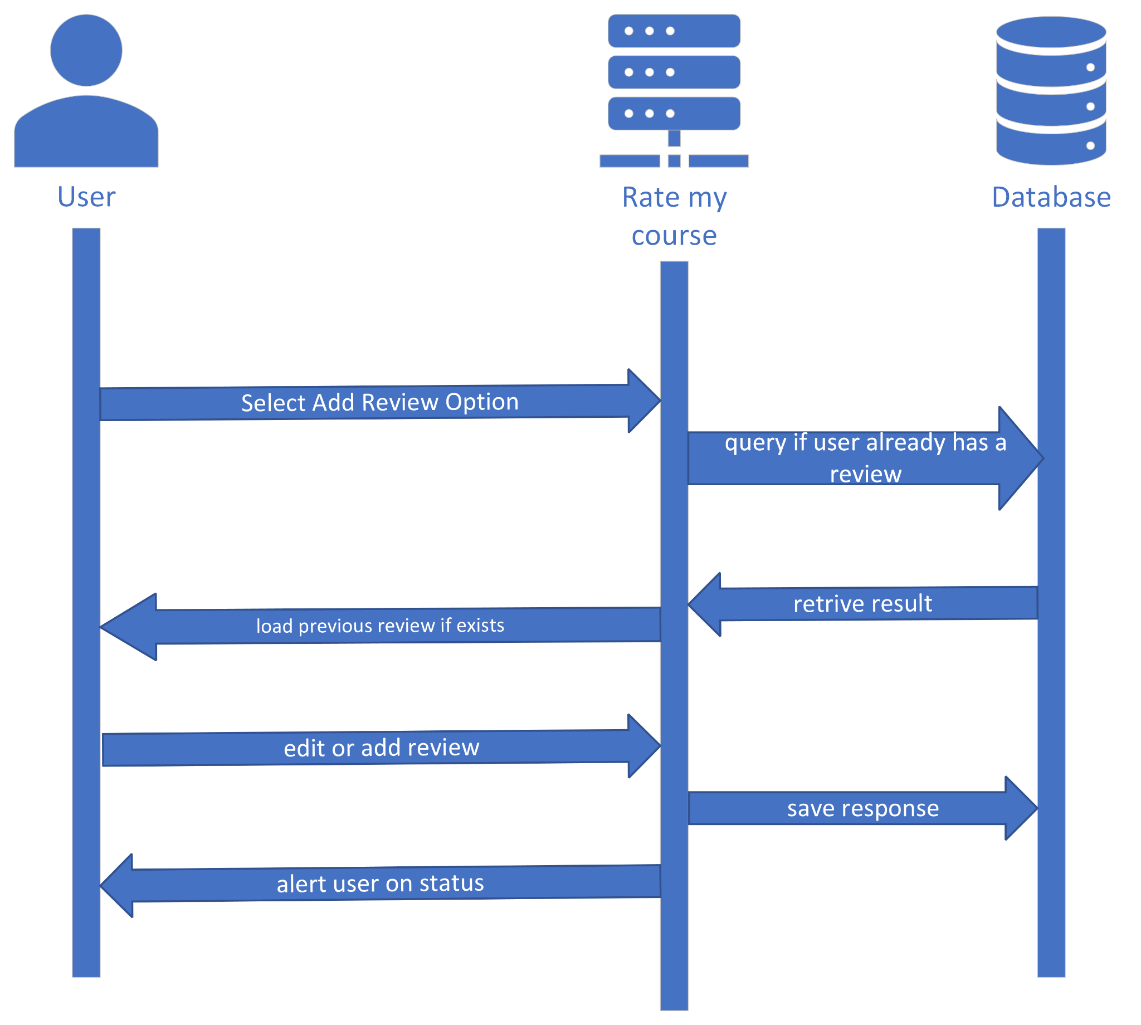 User
Rate my
course
Database
Select Add Review Option
query if user already has a
review
retrive result
load previous review if exists
edit or add review
save response
alert user on status